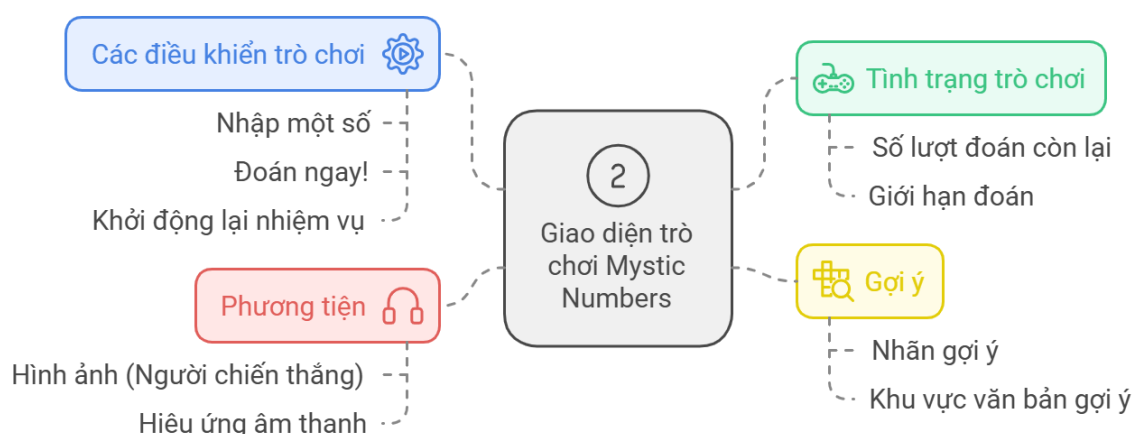 Các điều khiển trò chơi
Nhập một số
Đoán ngay!
Khởi động lại nhiệm vụ
Phương tiện
Hình ảnh (Người chiến thắng)
Hiệu ứng âm thanh
2
Giao diện trò
chơi Mystic
Numbers
Tình trạng trò chơi
Số lượt đoán còn lại
Giới hạn đoán
Gợi ý
Nhãn gợi ý
Khu vực văn bản gợi ý